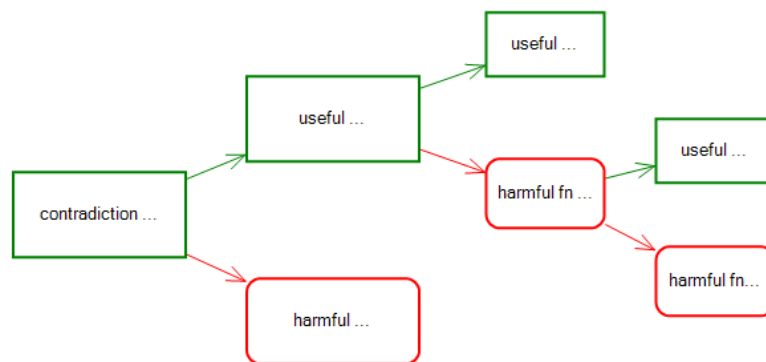 useful ...
useful ...
useful ...
harmful fn ...
contradiction ...
harmful fn...
harmful ...